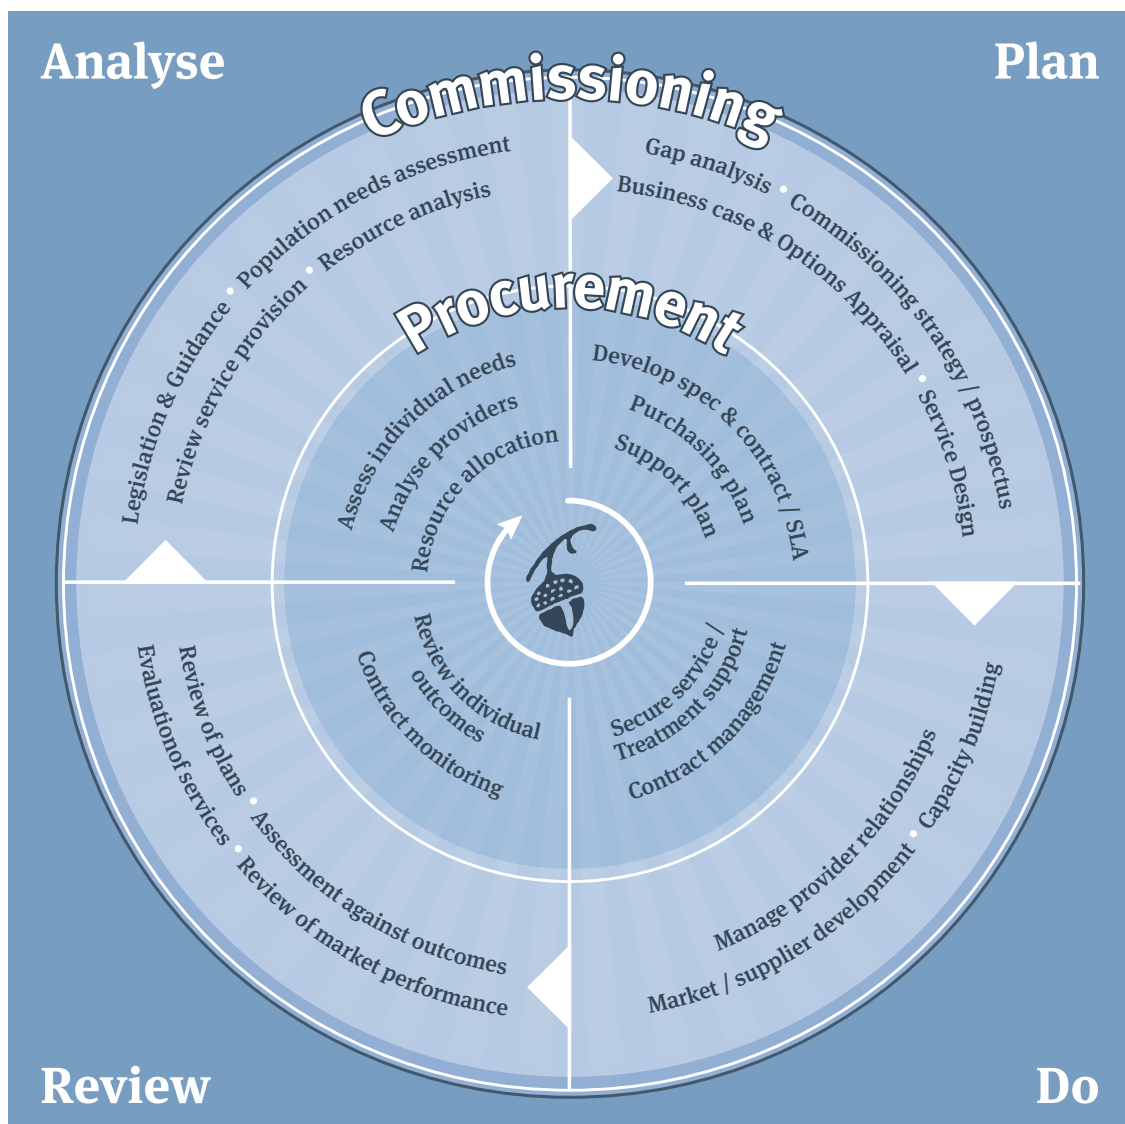 Analyse
Plan
Commissioning
Legislation & Guidance • Population needs assessment
Review service provision • Resource analysis
Gap analysis • Commissioning strategy / prospectus
Business case & Options Appraisal • Service Design
Procurement
Assess individual needs
Analyse providers
Resource allocation
Develop spec & contract / SLA
Purchasing plan
Support plan
Review individual
outcomes
Contract monitoring
Secure service /
Treatment support
Contract management
Review of plans • Assessment against outcomes
Evaluationof services • Review of market performance
Manage provider relationships
Market / supplier development • Capacity building
Review
Do